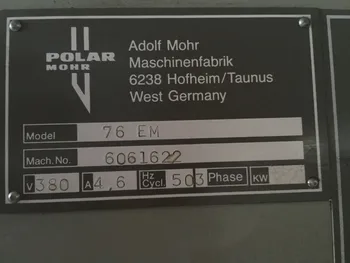 POLAR
MOHR
Adolf Mohr
Maschinenfabrik
6238 Hofheim/Taunus
West Germany
Model 76 EM
Mach.No. 6061622
V 380 A 4,6 Hz Cycl. 50 3 Phase KW